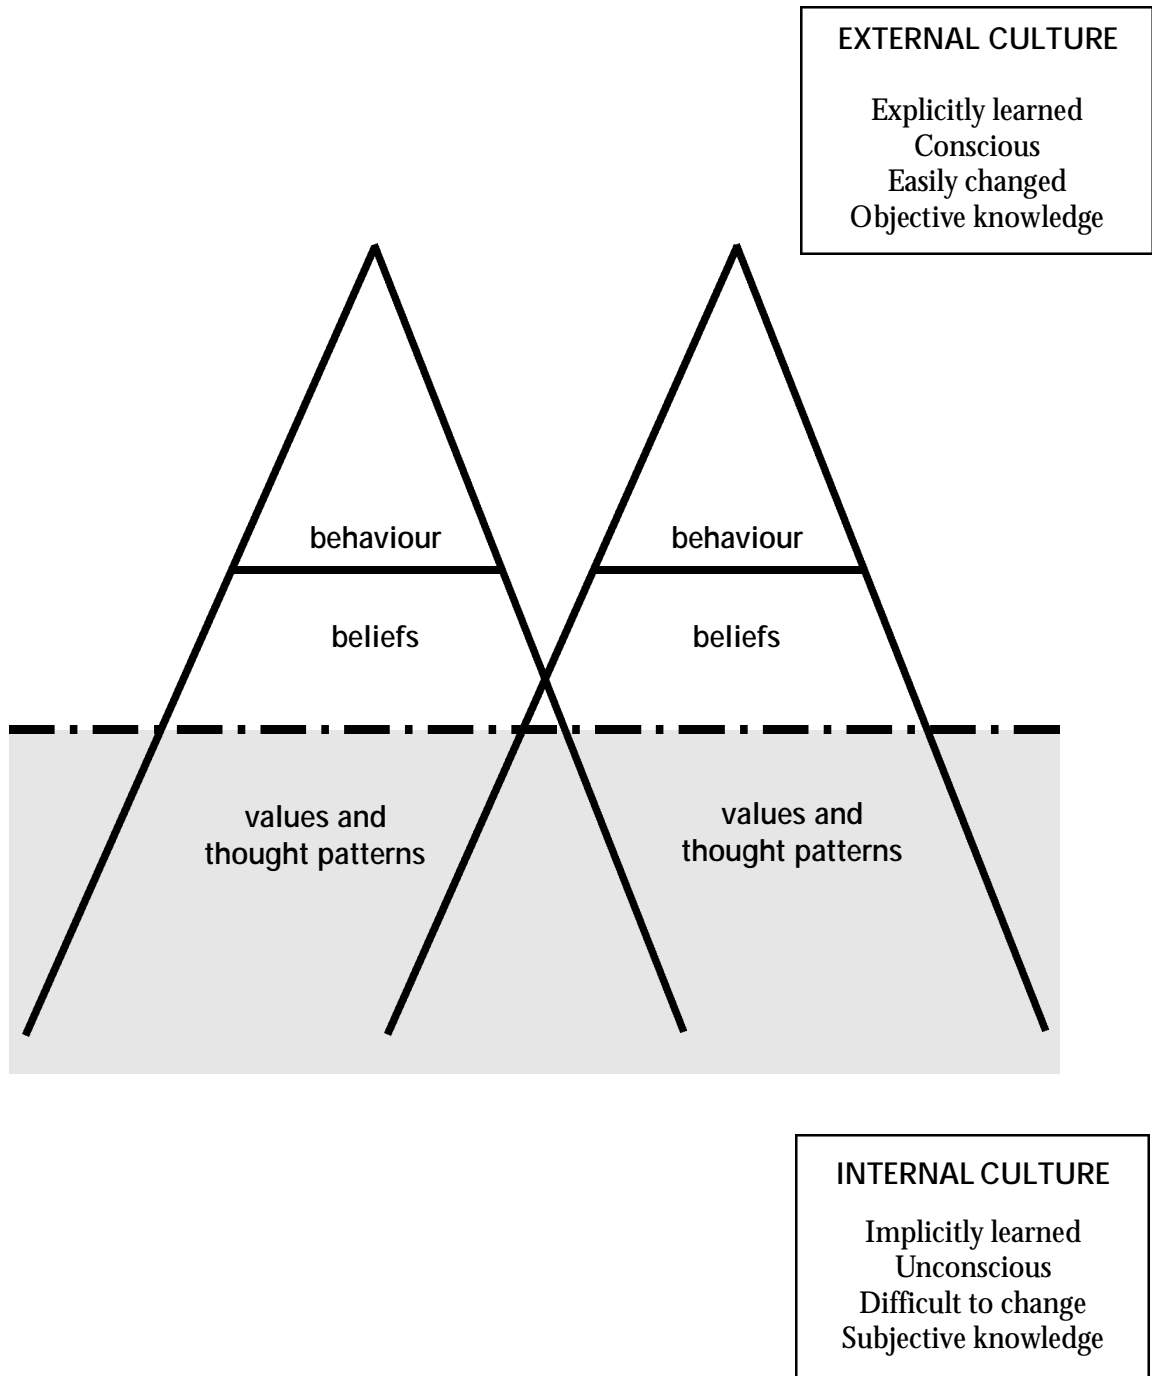 EXTERNAL CULTURE
Explicitly learned
Conscious
Easily changed
Objective knowledge
behaviour
behaviour
beliefs
beliefs
values and
thought patterns
values and
thought patterns
INTERNAL CULTURE
Implicitly learned
Unconscious
Difficult to change
Subjective knowledge